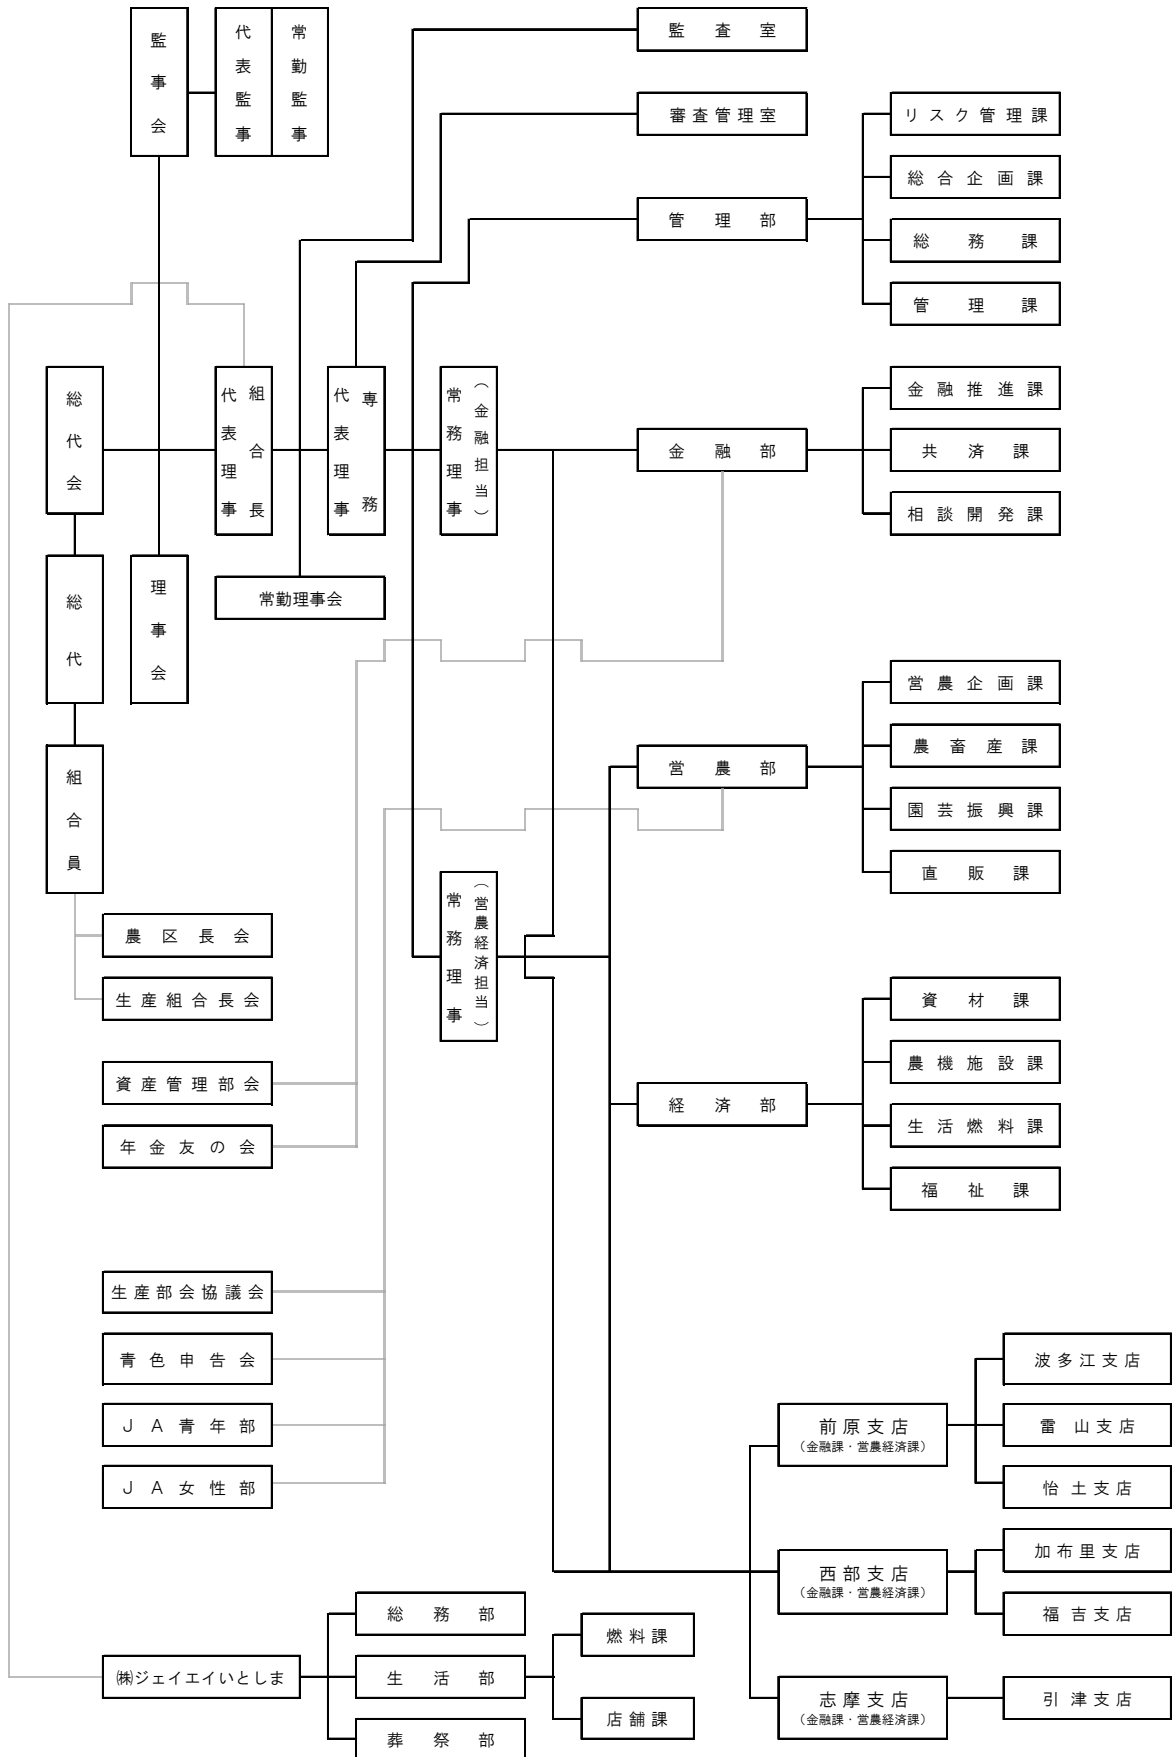 監事会
代表監事
常勤監事
監査室
審査管理室
管理部
リスク管理課
総合企画課
総務課
管理課
総代会
代表理事
組合長
代表理事
専務
常務理事
（金融担当）
金融部
金融推進課
共済課
相談開発課
総代
理事会
常勤理事会
組合員
農区長会
生産組合長会
常務理事
（営農経済担当）
営農部
営農企画課
農畜産課
園芸振興課
直販課
経済部
資材課
農機施設課
生活燃料課
福祉課
資産管理部会
年金友の会
生産部会協議会
青色申告会
ＪＡ青年部
ＪＡ女性部
前原支店
（金融課・営農経済課）
波多江支店
雷山支店
怡土支店
西部支店
（金融課・営農経済課）
加布里支店
福吉支店
志摩支店
（金融課・営農経済課）
引津支店
㈱ジェイエイいとしま
総務部
生活部
葬祭部
燃料課
店舗課